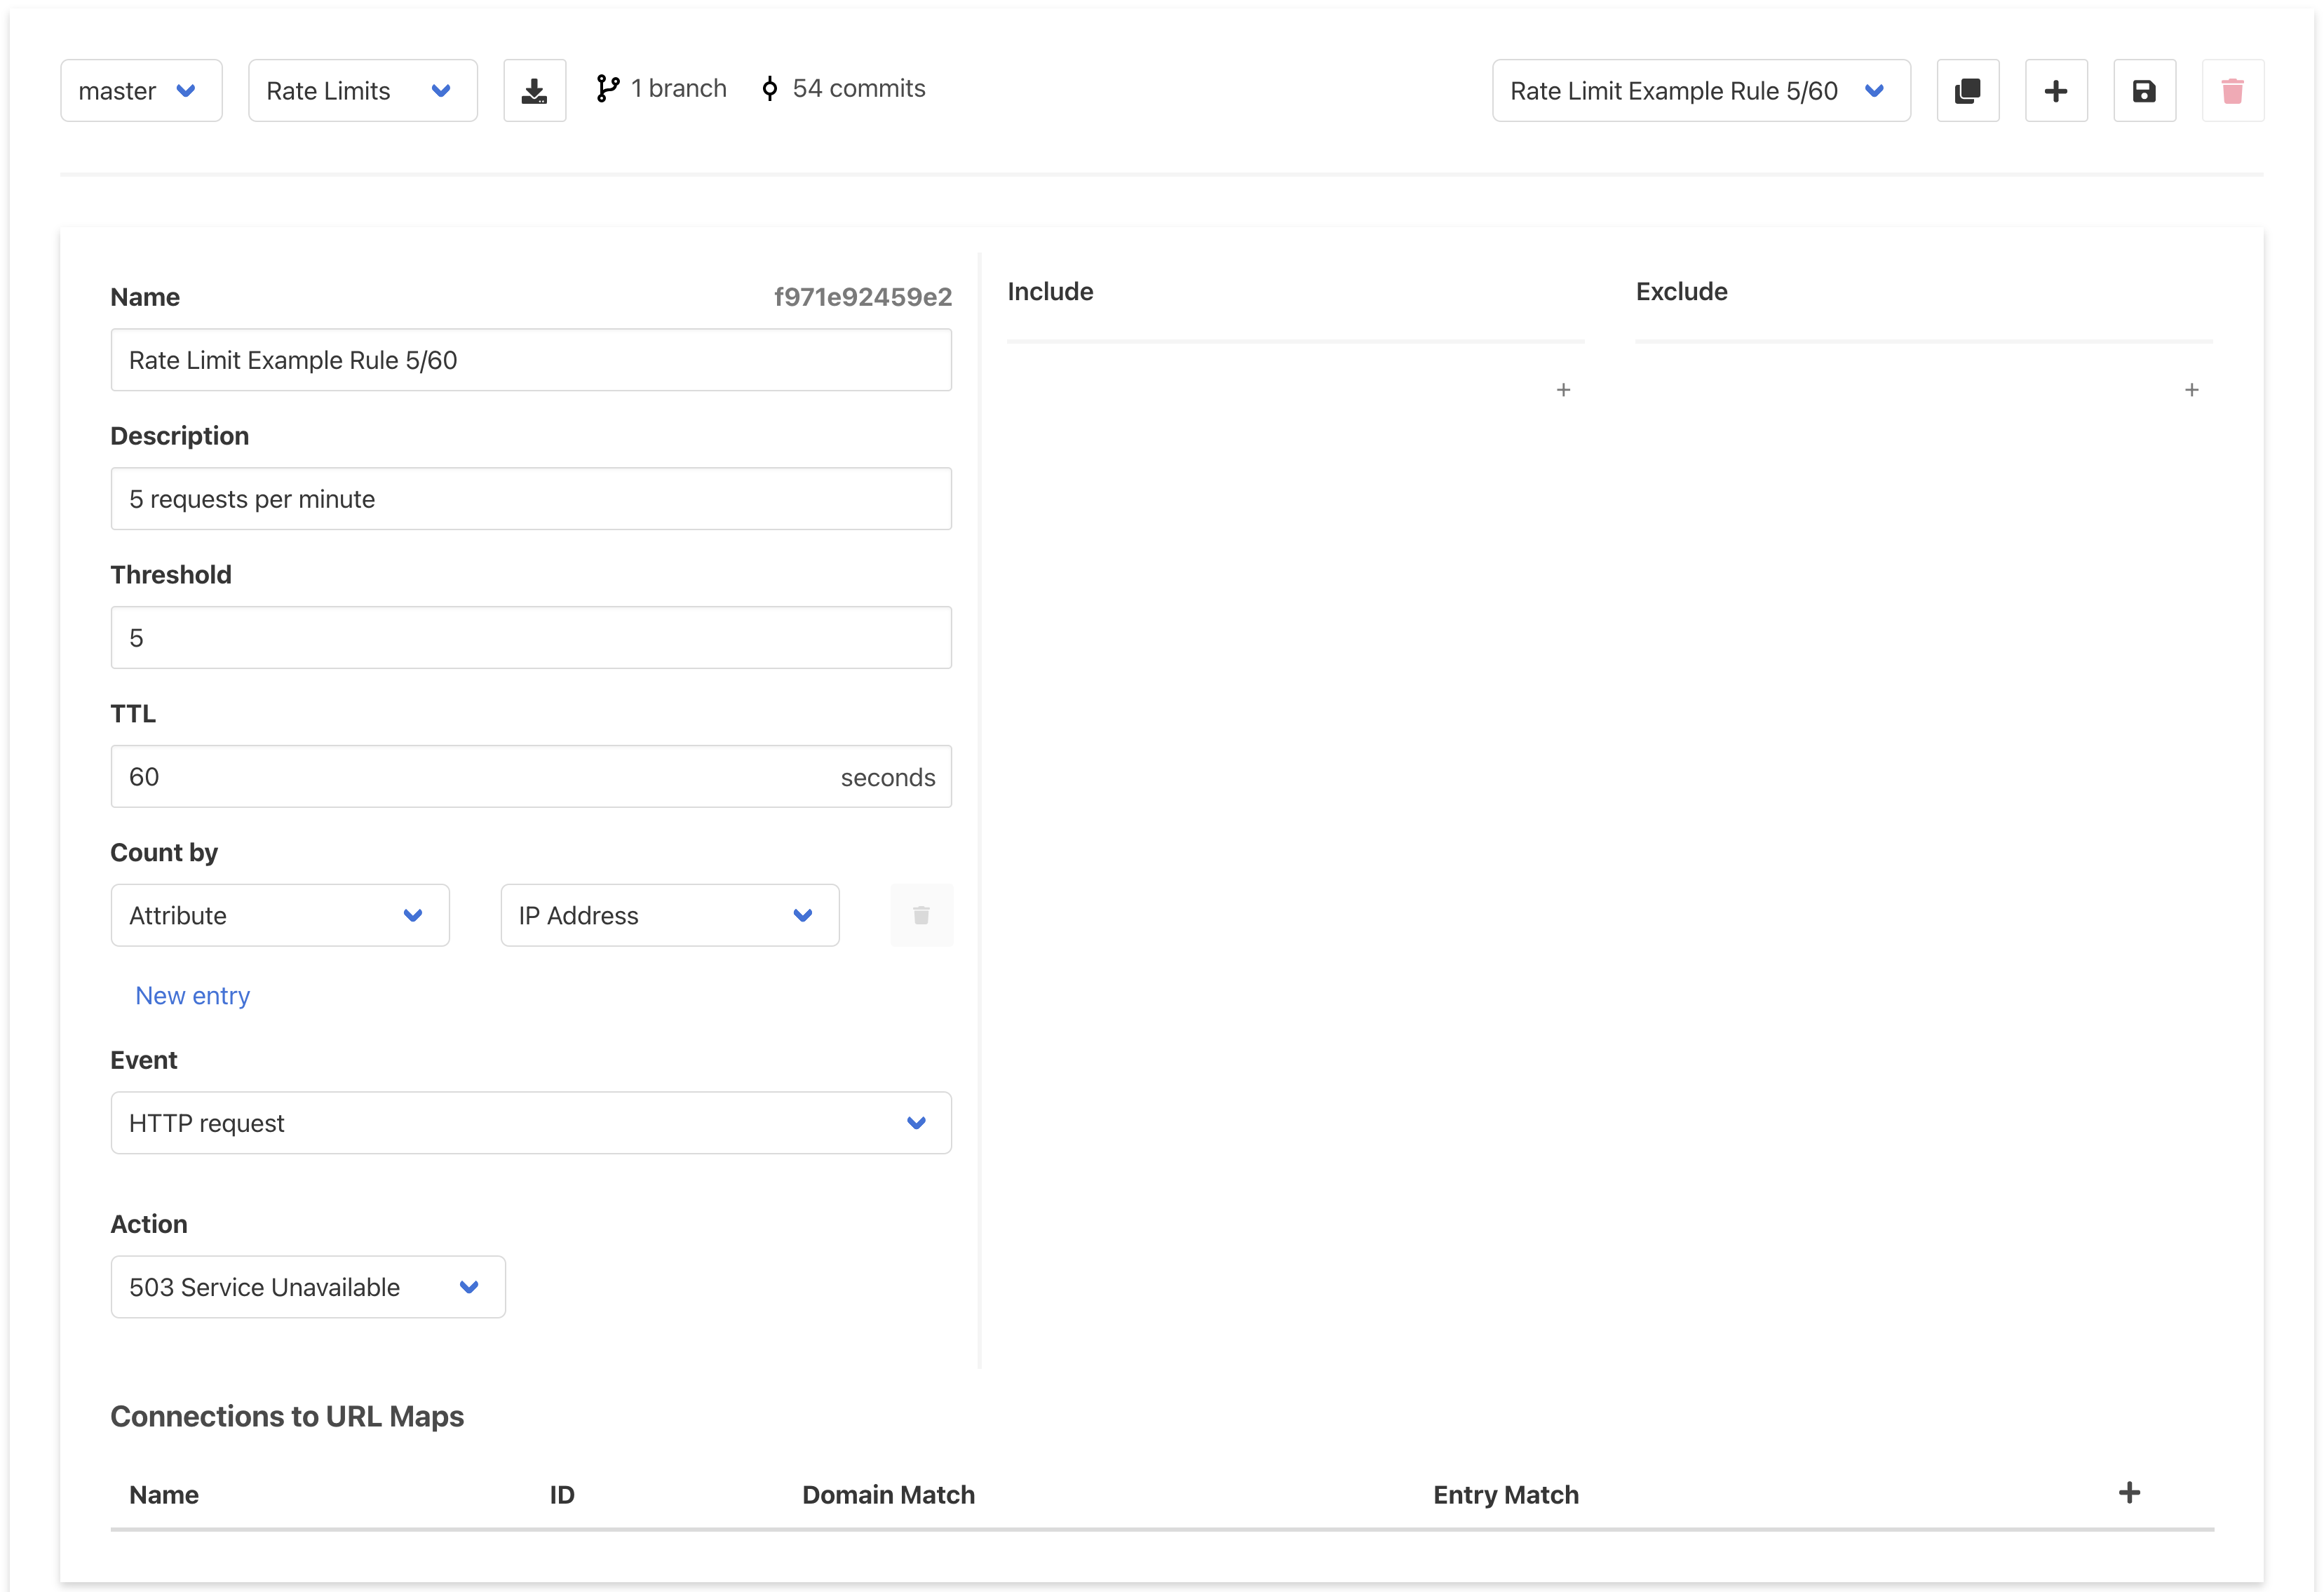 master Rate Limits 1 branch 54 commits Rate Limit Example Rule 5/60
Name f971e92459e2
Rate Limit Example Rule 5/60
Description
5 requests per minute
Threshold
5
TTL
60 seconds
Count by
Attribute IP Address
New entry
Event
HTTP request
Action
503 Service Unavailable
Include Exclude
Connections to URL Maps
Name ID Domain Match Entry Match